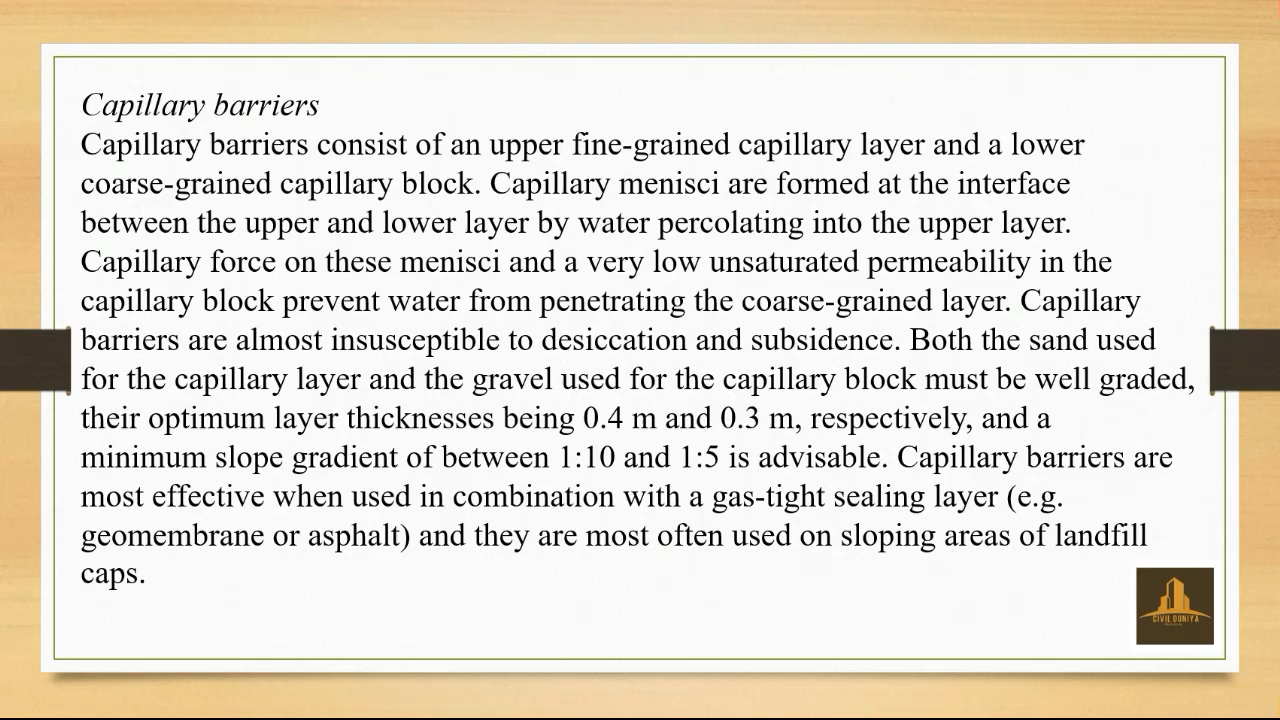 Capillary barriers
Capillary barriers consist of an upper fine-grained capillary layer and a lower
coarse-grained capillary block. Capillary menisci are formed at the interface
between the upper and lower layer by water percolating into the upper layer.
Capillary force on these menisci and a very low unsaturated permeability in the
capillary block prevent water from penetrating the coarse-grained layer. Capillary
barriers are almost insusceptible to desiccation and subsidence. Both the sand used
for the capillary layer and the gravel used for the capillary block must be well graded,
their optimum layer thicknesses being 0.4 m and 0.3 m, respectively, and a
minimum slope gradient of between 1:10 and 1:5 is advisable. Capillary barriers are
most effective when used in combination with a gas-tight sealing layer (e.g.
geomembrane or asphalt) and they are most often used on sloping areas of landfill
caps.
CIVIL DUNIYA